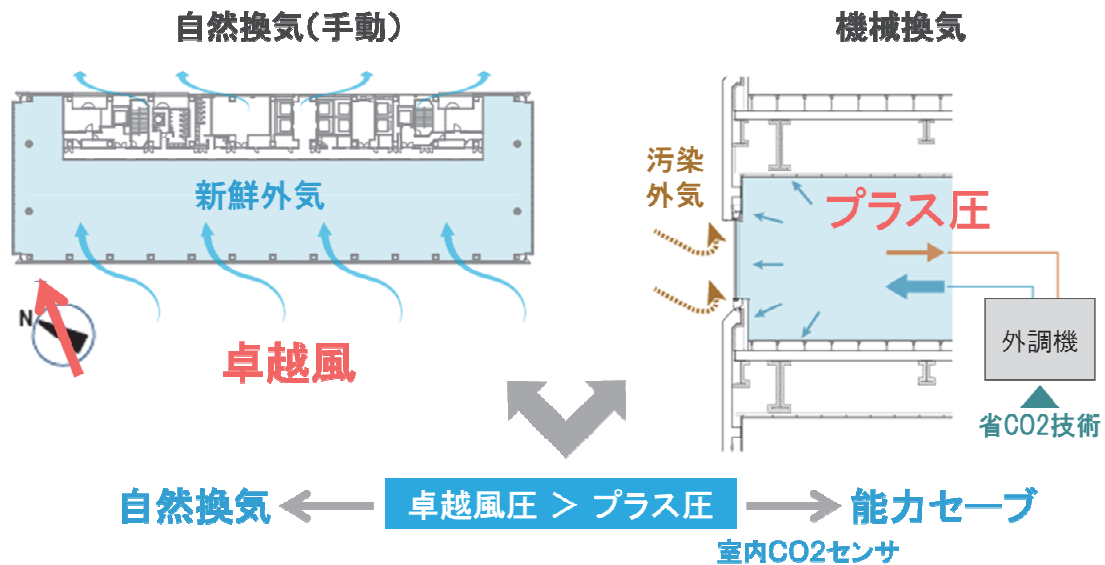 自然換気(手動)
機械換気
新鮮外気
汚染
外気
プラス圧
N
卓越風
外調機
省CO2技術
自然換気
卓越風圧 > プラス圧
能力セーブ
室内CO2センサ